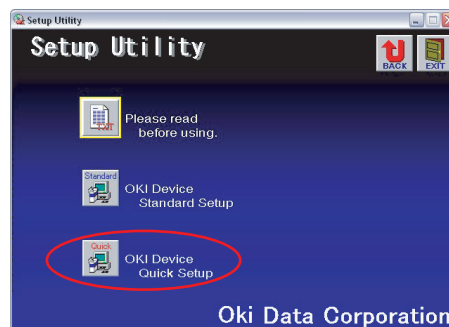 Setup Utility
Setup Utility
BACK
EXIT
TEXT
Please read
before using.
Standard
OKI Device
Standard Setup
Quick
OKI Device
Quick Setup
Oki Data Corporation